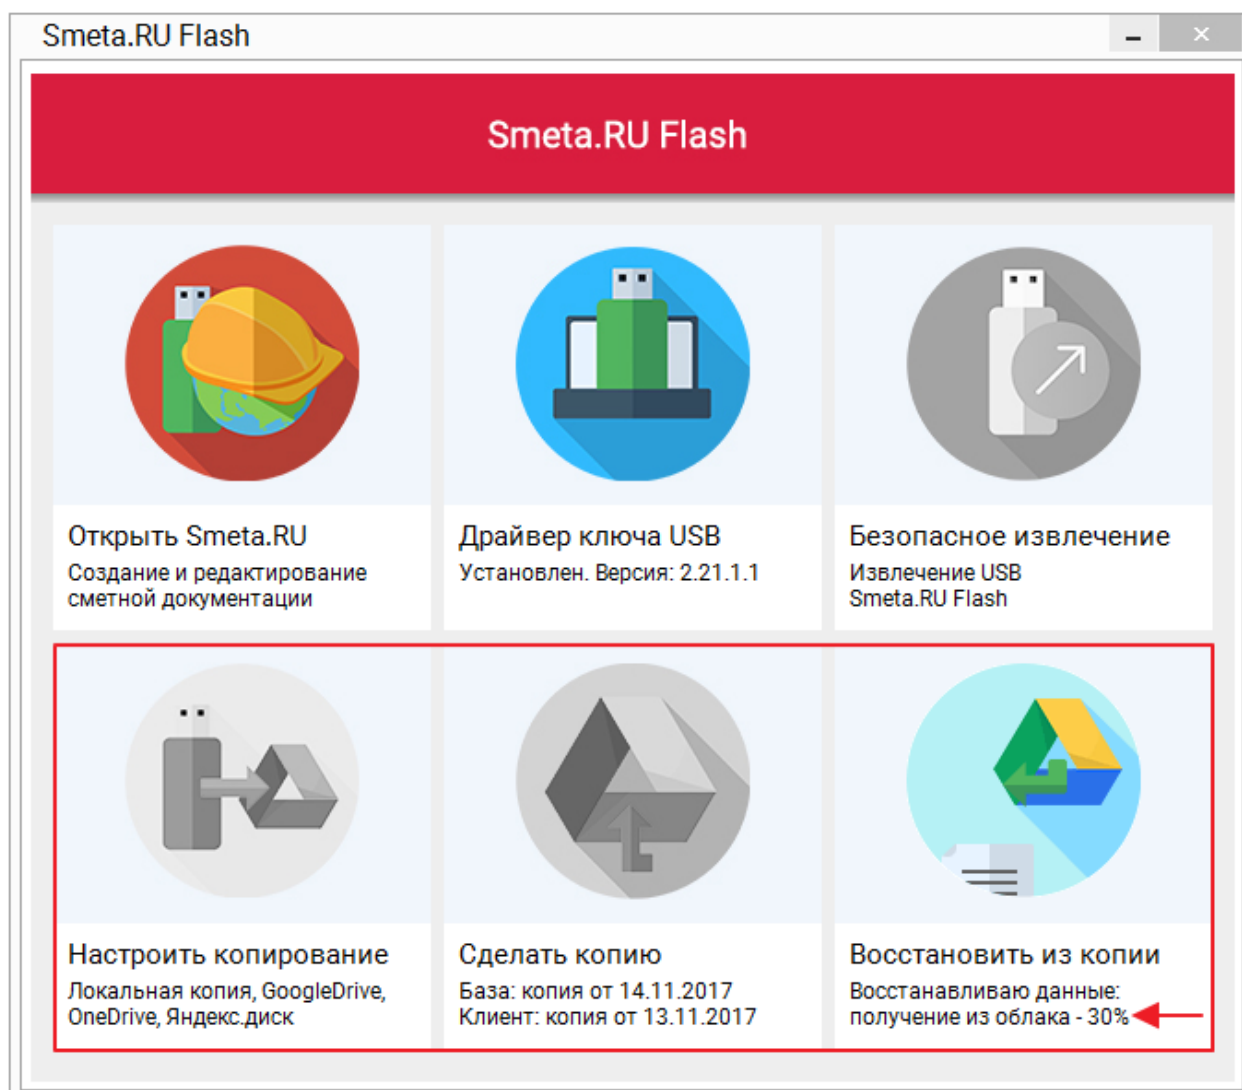 Smeta.RU Flash
Smeta.RU Flash
Открыть Smeta.RU
Создание и редактирование
сметной документации
Драйвер ключа USB
Установлен. Версия: 2.21.1.1
Безопасное извлечение
Извлечение USB
Smeta.RU Flash
Настроить копирование
Локальная копия, GoogleDrive,
OneDrive, Яндекс.диск
Сделать копию
База: копия от 14.11.2017
Клиент: копия от 13.11.2017
Восстановить из копии
Восстанавливаю данные:
получение из облака - 30%